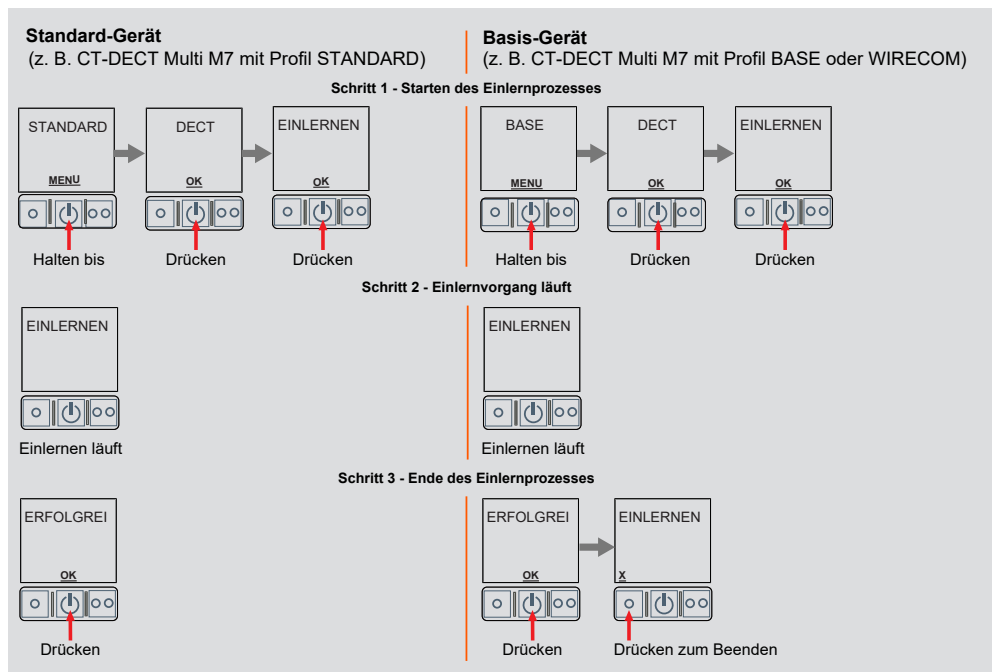 Standard-Gerät
(z. B. CT-DECT Multi M7 mit Profil STANDARD)
Basis-Gerät
(z. B. CT-DECT Multi M7 mit Profil BASE oder WIRECOM)
Schritt 1 - Starten des Einlernprozesses
STANDARD
MENU
DECT
OK
EINLERNEN
OK
BASE
MENU
DECT
OK
EINLERNEN
OK
Halten bis
Drücken
Drücken
Halten bis
Drücken
Drücken
Schritt 2 - Einlernvorgang läuft
EINLERNEN
EINLERNEN
Einlernen läuft
Einlernen läuft
Schritt 3 - Ende des Einlernprozesses
ERFOLGREI
OK
ERFOLGREI
OK
EINLERNEN
X
Drücken
Drücken
Drücken zum Beenden